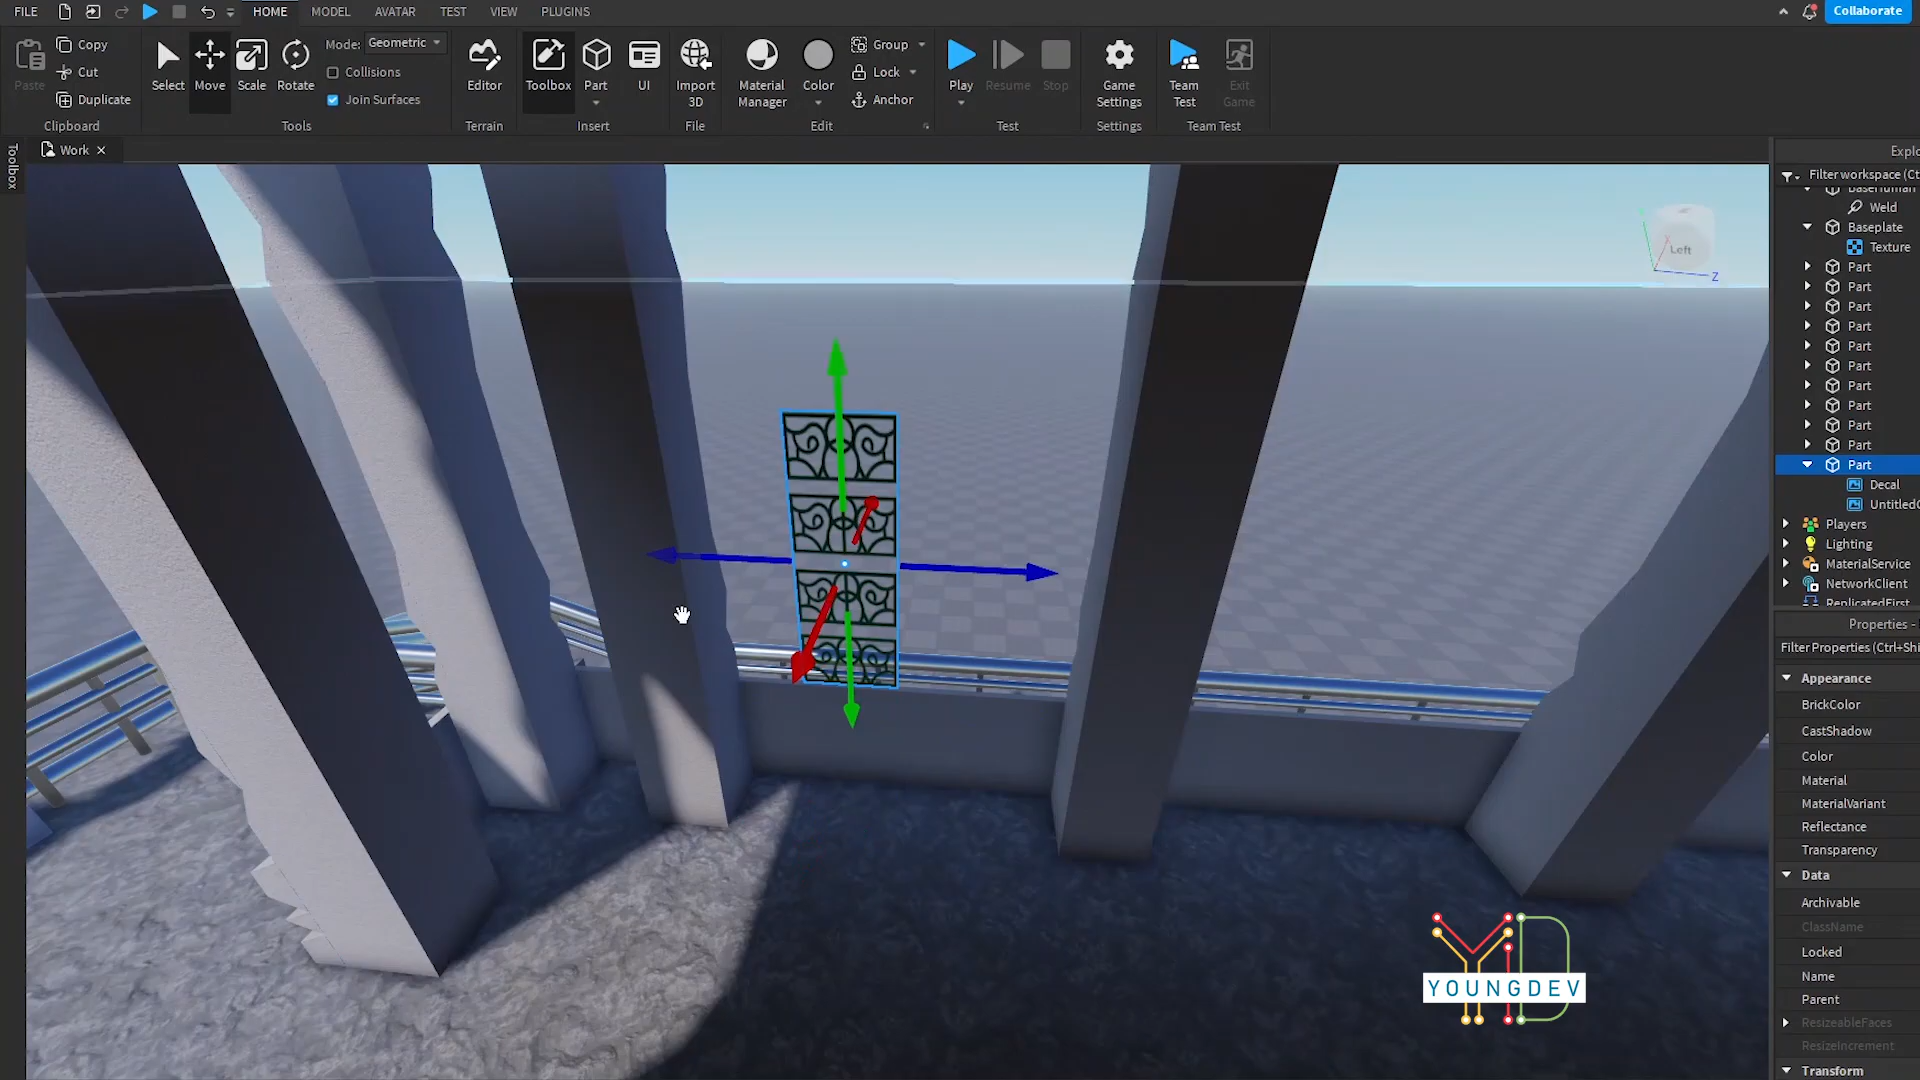 FILE
HOME
MODEL
AVATAR
TEST
VIEW
PLUGINS
Collaborate
Paste
Copy
Cut
Duplicate
Clipboard
Select
Move
Scale
Rotate
Mode: Geometric
Collisions
Join Surfaces
Tools
Editor
Terrain
Toolbox
Part
UI
Insert
Import
3D
File
Material
Manager
Color
Group
Lock
Anchor
Edit
Play
Resume
Stop
Test
Game
Settings
Settings
Team
Test
Exit
Game
Team Test
Toolbox
Work
Left
Z
Explo
Filter workspace (Ct
BaseHuman
Weld
Baseplate
Texture
Part
Part
Part
Part
Part
Part
Part
Part
Part
Part
Part
Decal
Untitled
Players
Lighting
MaterialService
NetworkClient
ReplicatedFirst
Properties -
Filter Properties (Ctrl+Shi
Appearance
BrickColor
CastShadow
Color
Material
MaterialVariant
Reflectance
Transparency
Data
Archivable
ClassName
Locked
Name
Parent
ResizeableFaces
ResizeIncrement
Transform
YOUNGDEV